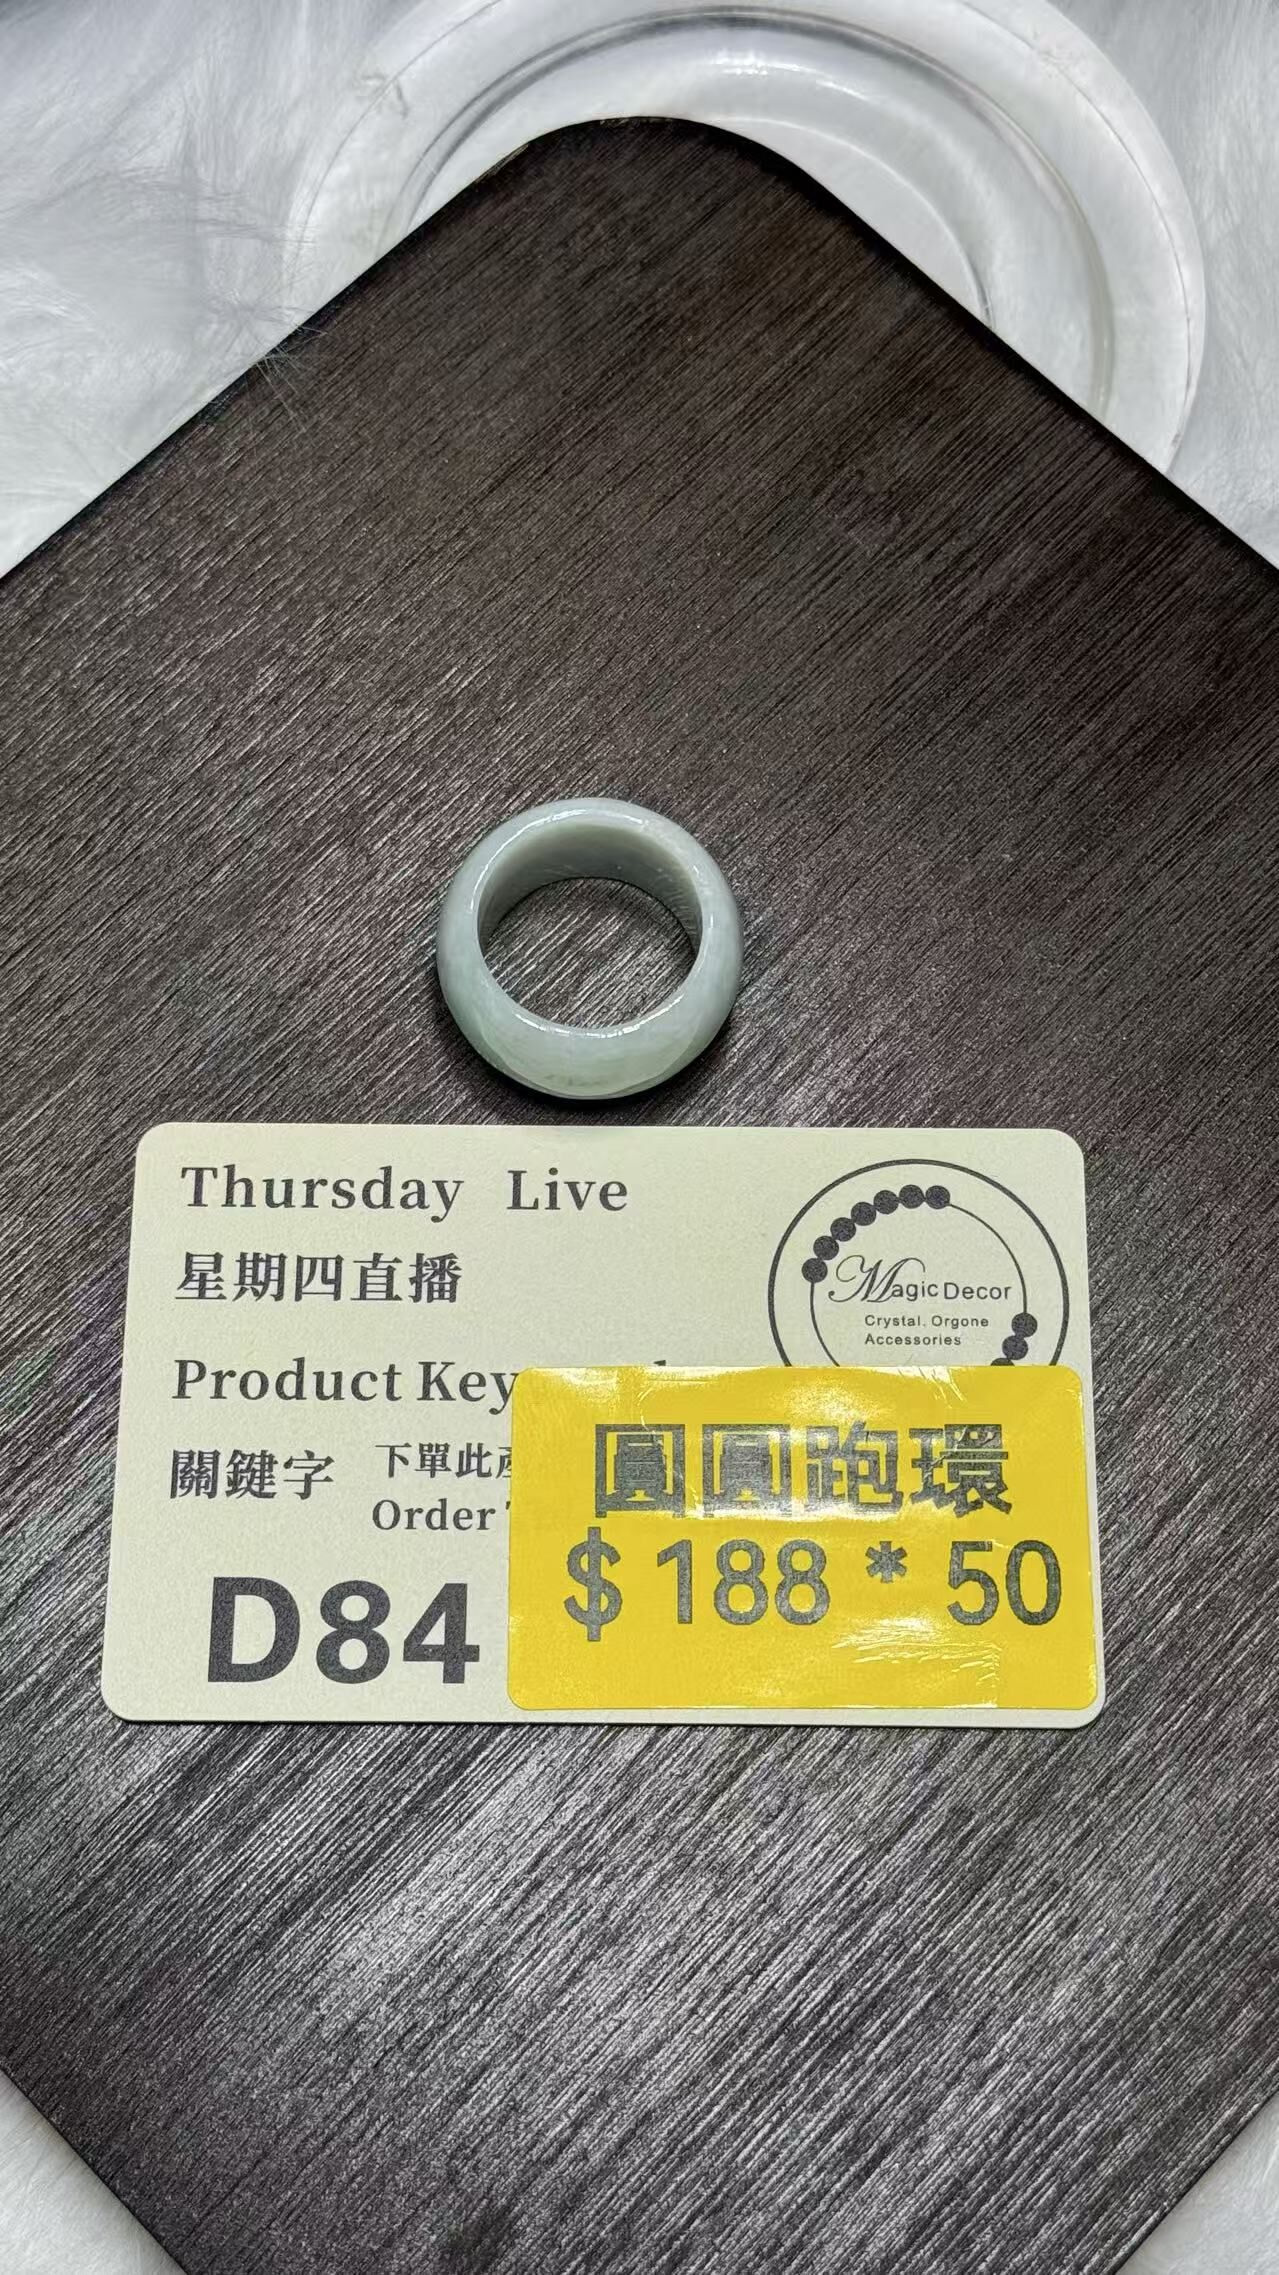 Thursday Live
星期四直播
Magic Decor
Crystal. Orgone
Accessories
Product Key
關鍵字
下單此
Order
D84
圓圓跑環
$188*50